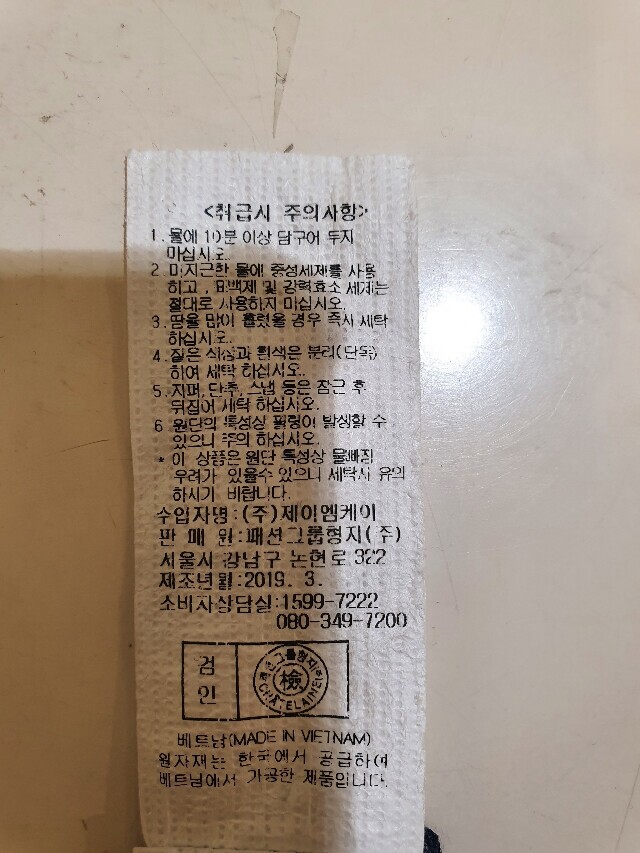 <취급시 주의사항>
1. 물에 10분 이상 담구어 두지
마십시오.
2 미지근한 물에 중성세제를 사용
하고, 표백제 및 강력효소 세제는
절대로 사용하지 마십시오.
3. 땀을 많이 흘렸을 경우 즉시 세탁
하십시오.
4. 짙은 색상과 흰색은 분리(단독)
하여 세탁 하십시오.
5. 지퍼, 단추, 스냅 등은 잠근 후
뒤집어 세탁 하십시오.
6 원단의 특성상 필링이 발생할 수
있으니 주의 하십시오.
* 이 상품은 원단 특성상 물빠짐
우려가 있을수 있으니 세탁시 유의
하시기 바랍니다.
수입자명:(주)제이엠케이
판 매 원:패션그룹형지(주)
서울시 강남구 논현로 322
제조년월:2019. 3.
소비자상담실:1599-7222
080-349-7200
검
인
패션그룹형지㈜
檢
CHATELAINE
베트남(MADE IN VIETNAM)
원자재는 한국에서 공급하여
베트남에서 가공한 제품입니다.